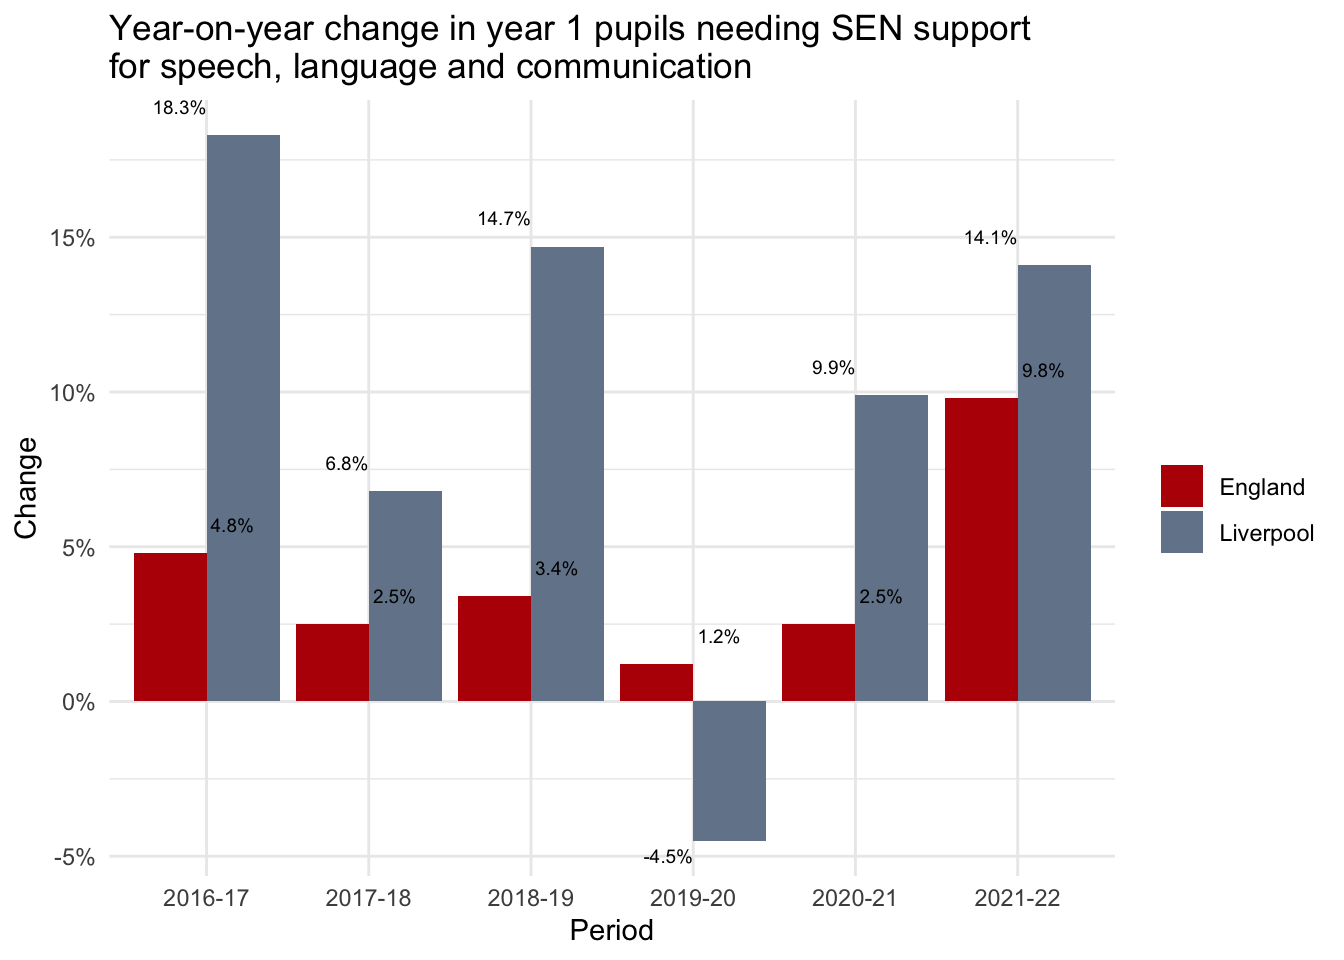 Year-on-year change in year 1 pupils needing SEN support
for speech, language and communication
18.3%
14.7%
15%
14.1%
9.9%
9.8%
10%
6.8%
4.8%
5%
3.4%
2.5%
2.5%
1.2%
0%
-4.5%
-5%
Change
England
Liverpool
2016-17 2017-18 2018-19 2019-20 2020-21 2021-22
Period